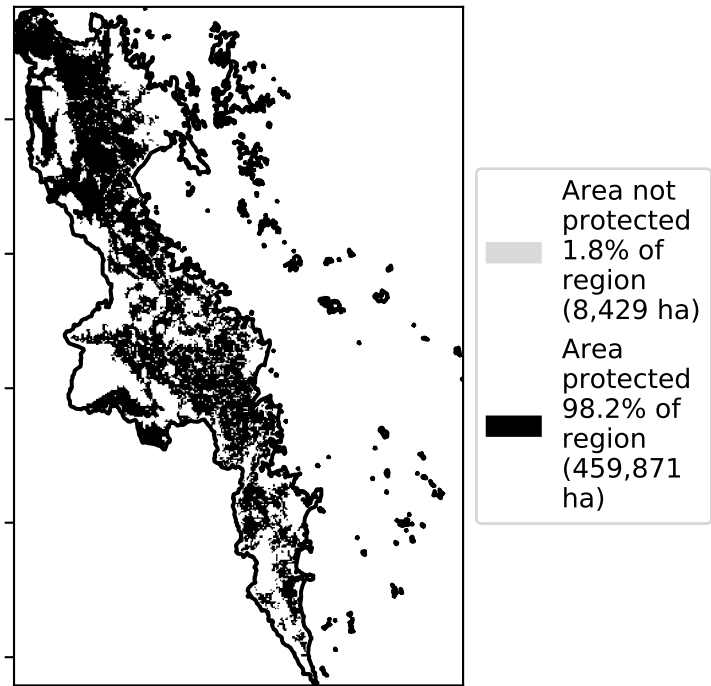 Area not
protected
1.8% of
region
(8,429 ha)
Area
protected
98.2% of
region
(459,871
ha)